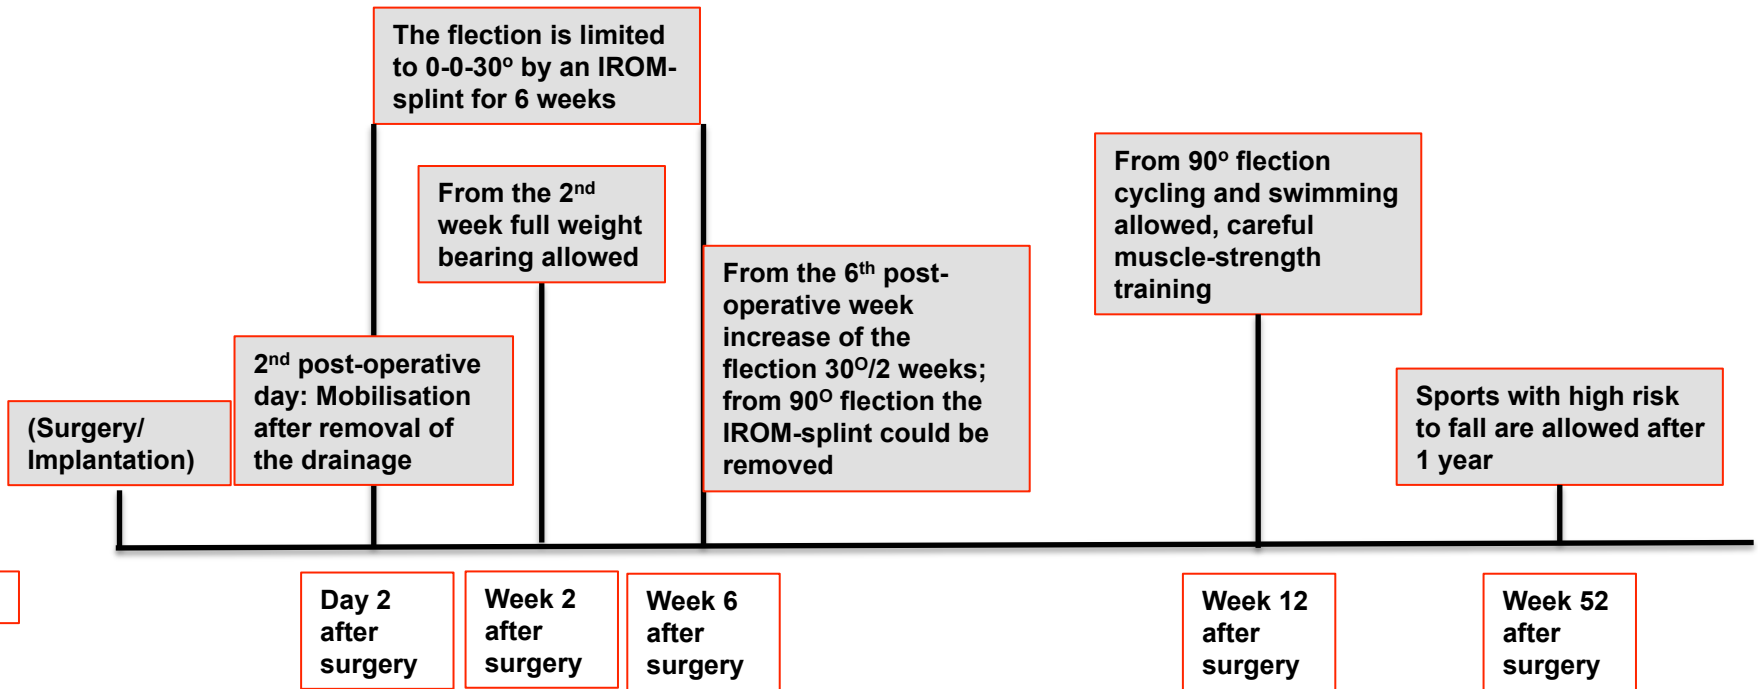 The flection is limited
to 0-0-30º by an IROM-
splint for 6 weeks
From the 2nd
week full weight
bearing allowed
From 90º flection
cycling and swimming
allowed, careful
muscle-strength
training
From the 6th post-
operative week
increase of the
flection 30O/2 weeks;
from 90O flection the
IROM-splint could be
removed
2nd post-operative
day: Mobilisation
after removal of
the drainage
(Surgery/
Implantation)
Sports with high risk
to fall are allowed after
1 year
Day 2
after
surgery
Week 2
after
surgery
Week 6
after
surgery
Week 12
after
surgery
Week 52
after
surgery